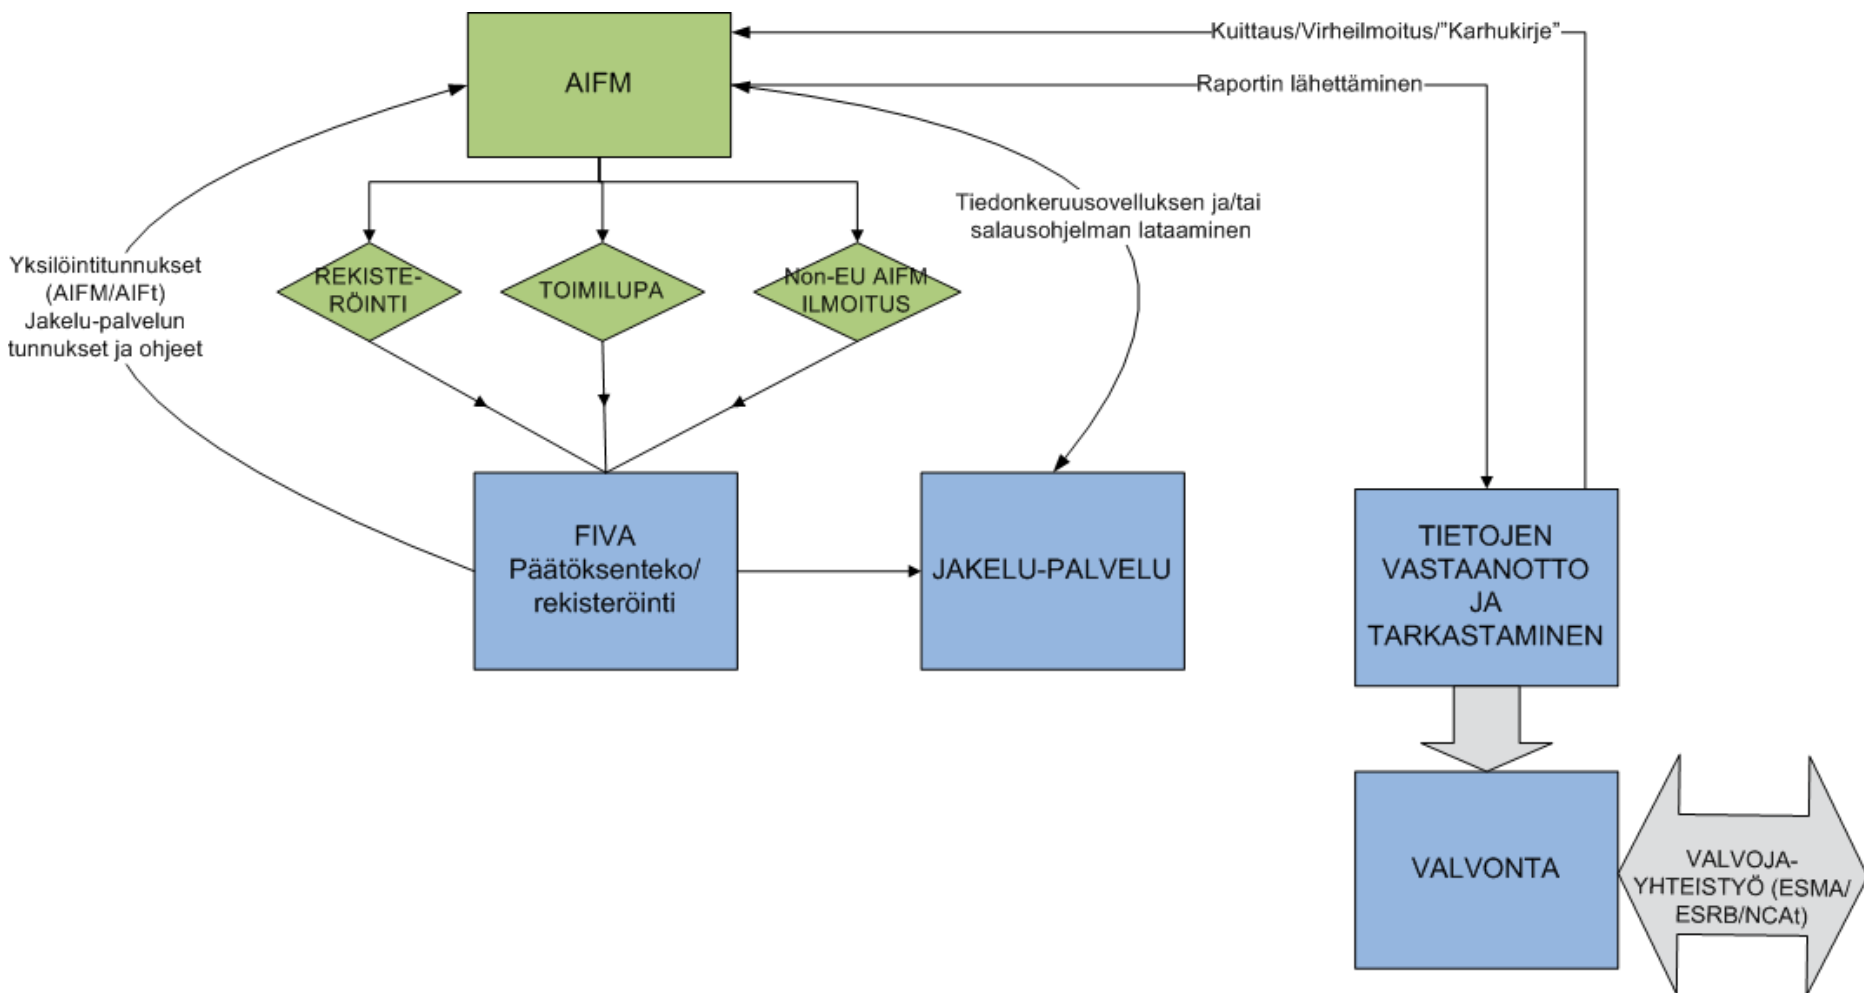 Kuittaus/Virheilmoitus/"Karhukirje"
AIFM
Raportin lähettäminen
Tiedonkeruusovelluksen ja/tai
salausohjelman lataaminen
Yksilöintitunnukset
(AIFM/AIFt)
Jakelu-palvelun
tunnukset ja ohjeet
REKISTE-
RÖINTI
TOIMILUPA
Non-EU AIFM
ILMOITUS
FIVA
Päätöksenteko/
rekisteröinti
JAKELU-PALVELU
TIETOJEN
VASTAANOTTO
JA
TARKASTAMINEN
VALVONTA
VALVOJA-
YHTEISTYÖ (ESMA/
ESRB/NCAt)